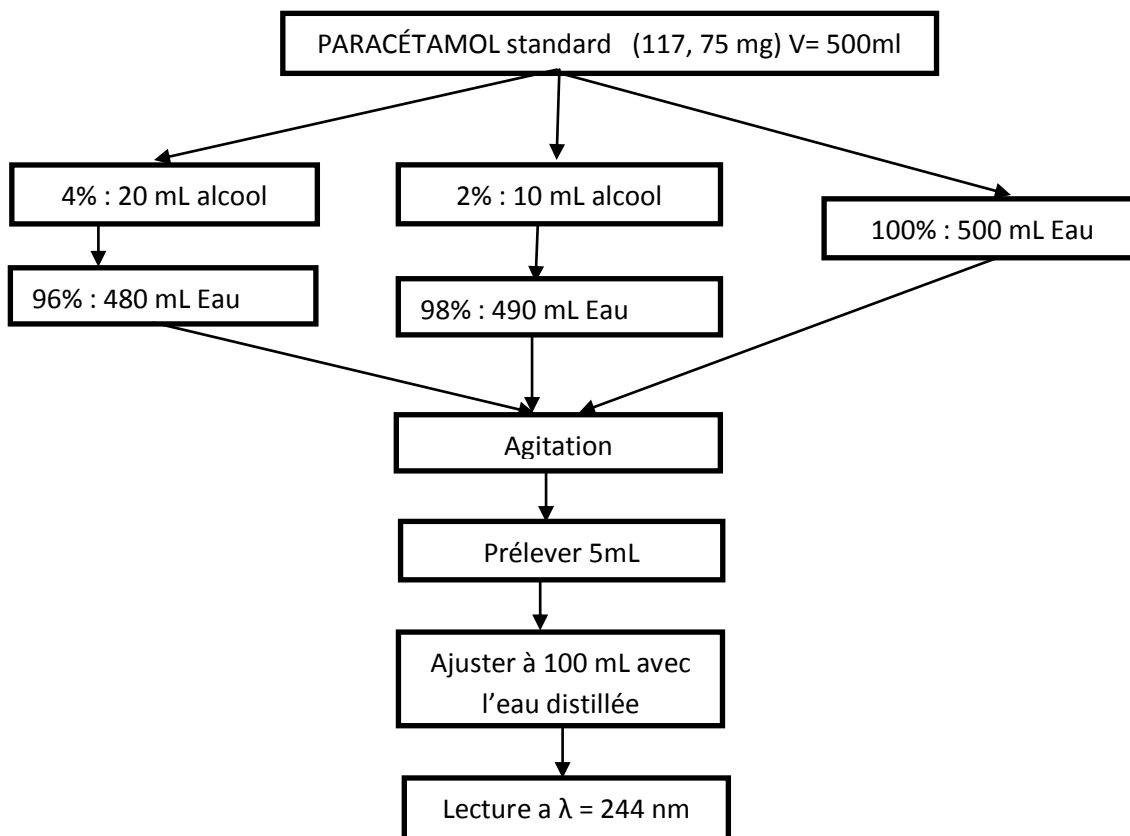 PARACÉTAMOL standard (117, 75 mg) V= 500ml
4% : 20 mL alcool
2% : 10 mL alcool
100% : 500 mL Eau
96% : 480 mL Eau
98% : 490 mL Eau
Agitation
Prélever 5mL
Ajuster à 100 mL avec
l'eau distillée
Lecture a λ = 244 nm